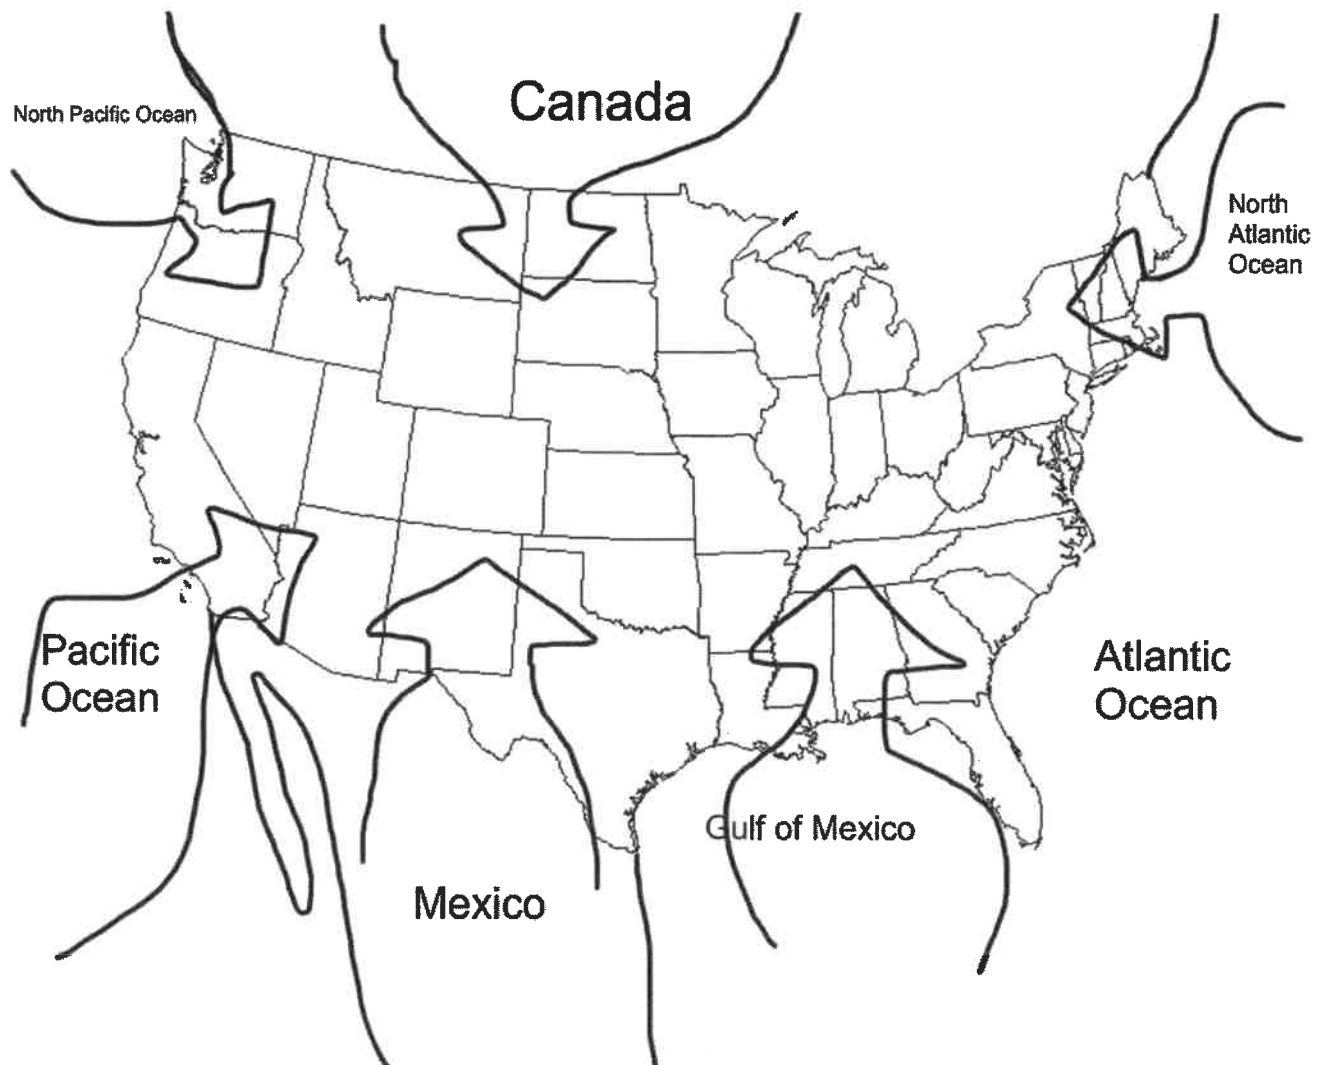 Canada
North Pacific Ocean
North
Atlantic
Ocean
Pacific
Ocean
Atlantic
Ocean
Gulf of Mexico
Mexico